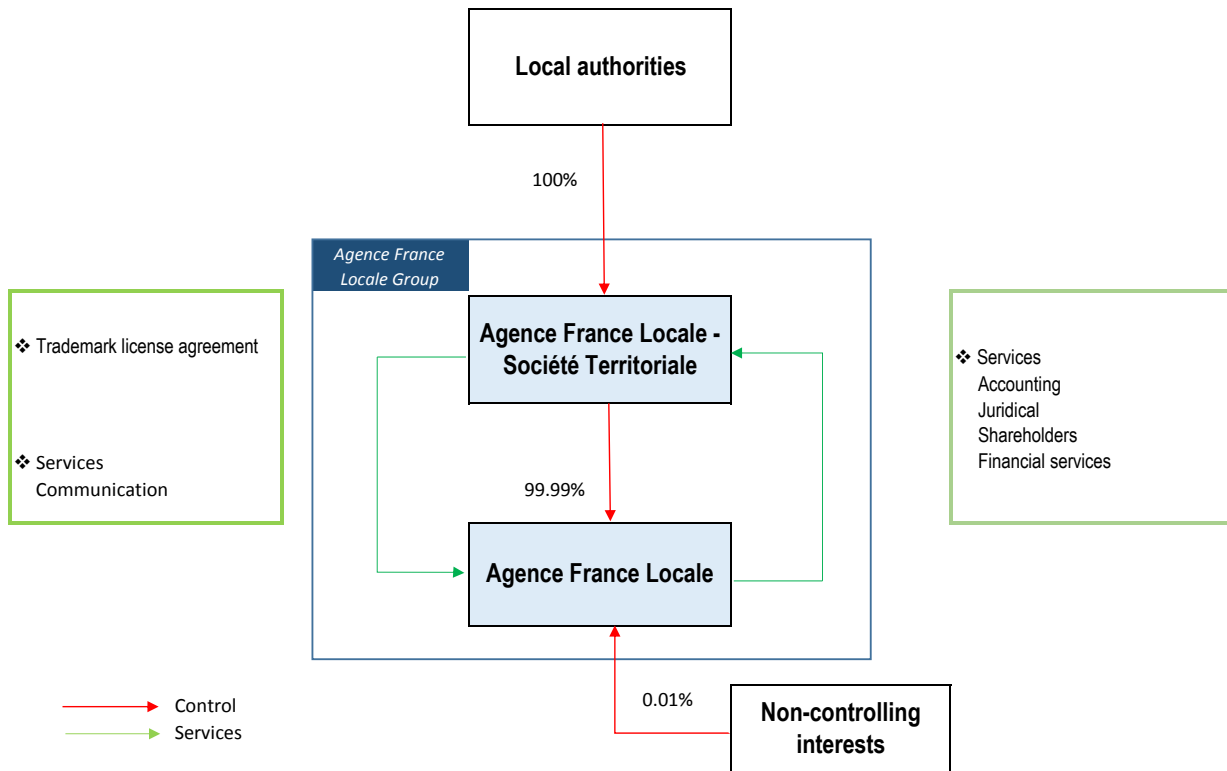 Local authorities
100%
Agence France
Locale Group
❖ Trademark license agreement
❖ Services
Communication
Agence France Locale -
Société Territoriale
❖ Services
Accounting
Juridical
Shareholders
Financial services
99.99%
Agence France Locale
0.01%
Non-controlling
interests
Control
Services